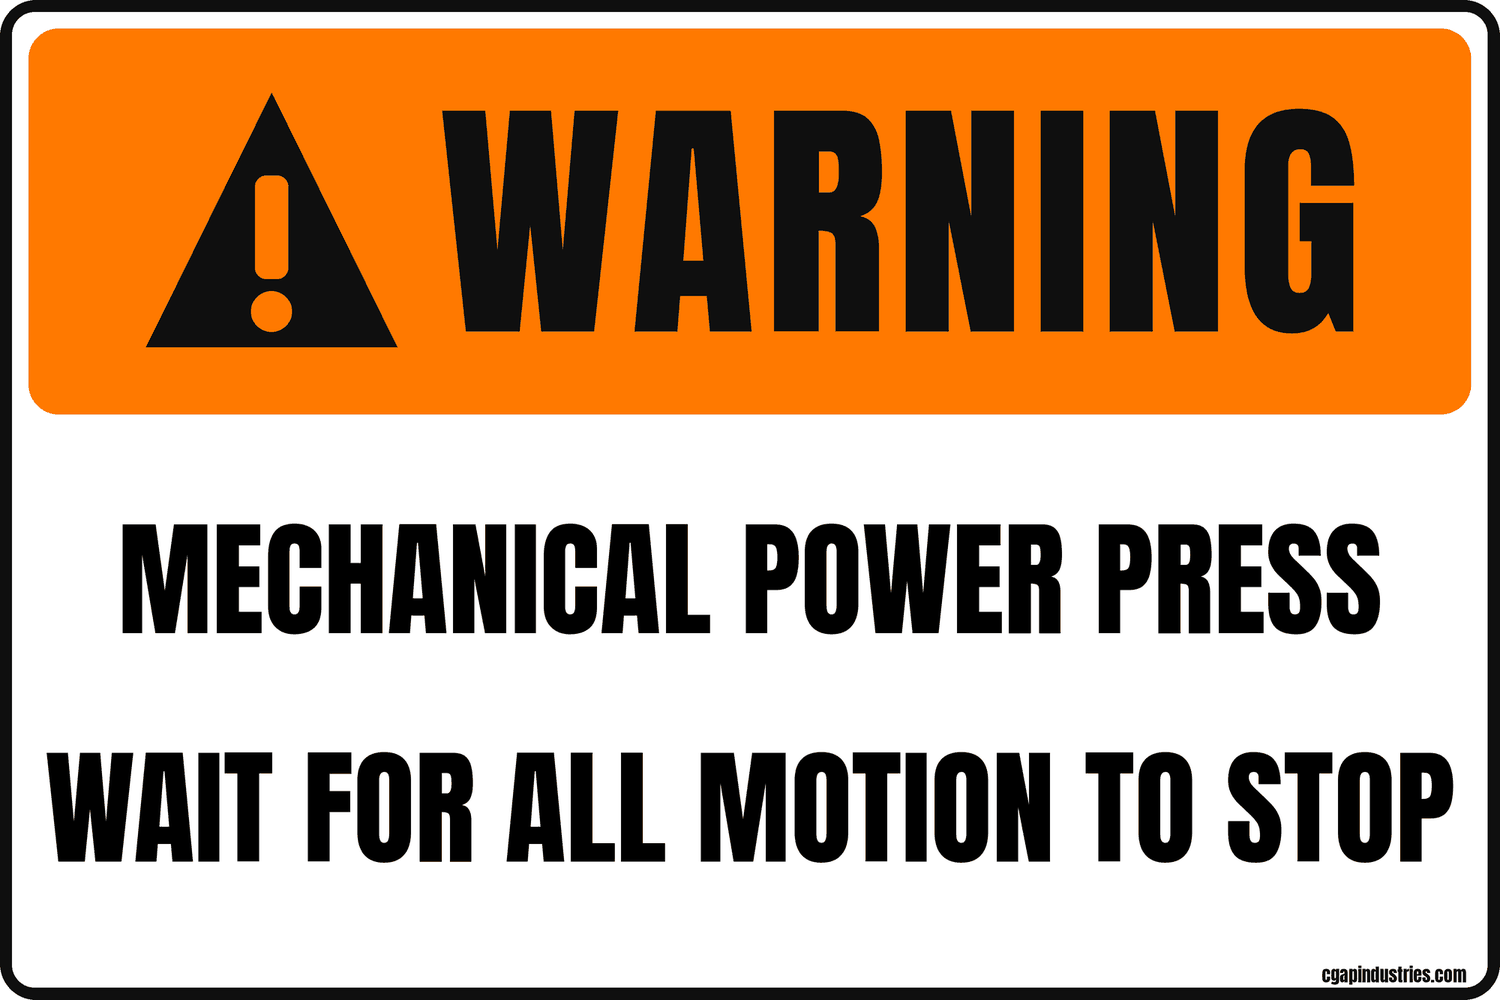 WARNING
MECHANICAL POWER PRESS
WAIT FOR ALL MOTION TO STOP
cgapindustries.com